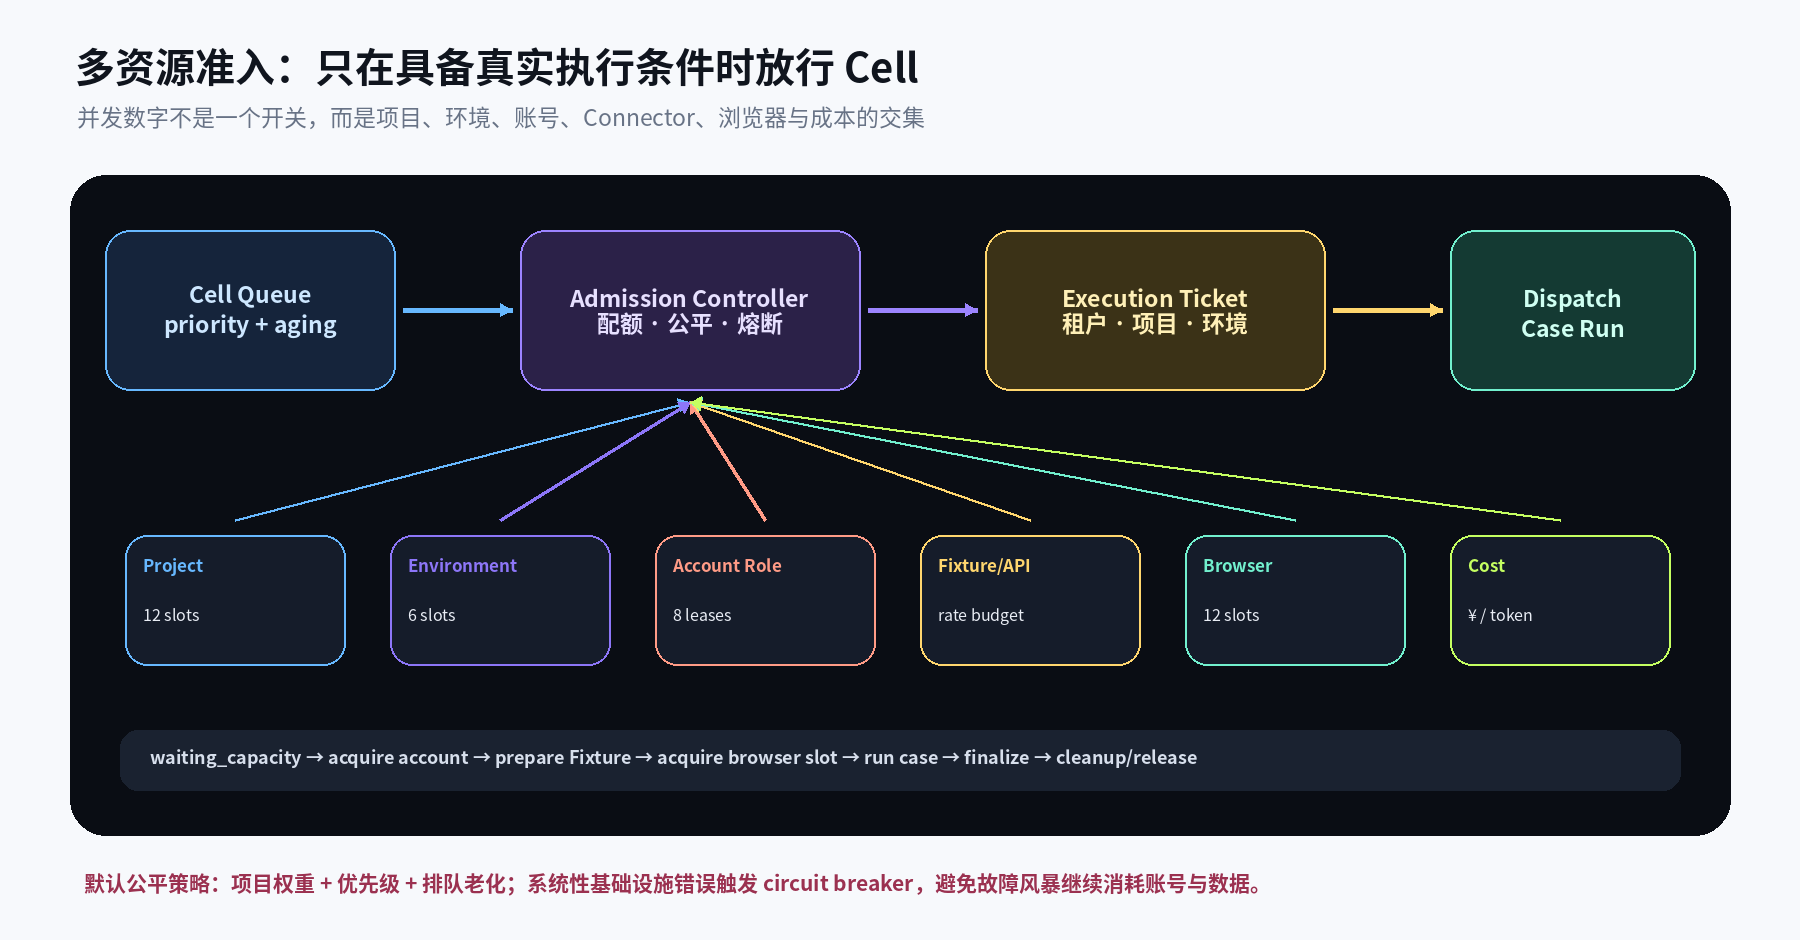 多资源准入：只在具备真实执行条件时放行 Cell
并发数字不是一个开关，而是项目、环境、账号、Connector、浏览器与成本的交集
Cell Queue
priority + aging
Admission Controller
配额 · 公平 · 熔断
Execution Ticket
租户 · 项目 · 环境
Dispatch
Case Run
Project
12 slots
Environment
6 slots
Account Role
8 leases
Fixture/API
rate budget
Browser
12 slots
Cost
¥ / token
waiting_capacity → acquire account → prepare Fixture → acquire browser slot → run case → finalize → cleanup/release
默认公平策略：项目权重 + 优先级 + 排队老化；系统性基础设施错误触发 circuit breaker，避免故障风暴继续消耗账号与数据。